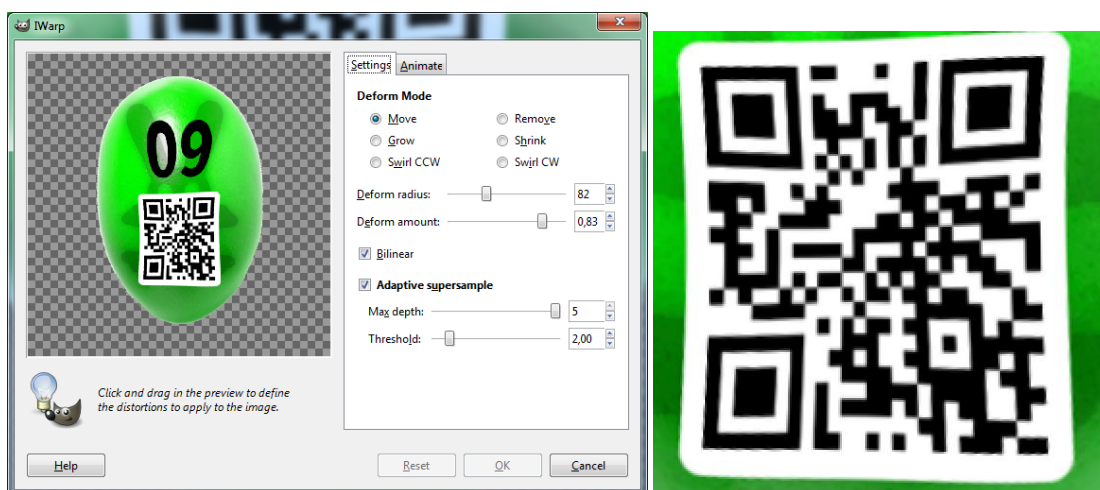 IWarp
Settings
Animate
Deform Mode
Move
Remove
Grow
Shrink
Swirl CCW
Swirl CW
Deform radius:
82
Deform amount:
0,83
Bilinear
Adaptive supersample
Max depth:
5
Threshold:
2,00
09
Click and drag in the preview to define
the distortions to apply to the image.
Help
Reset
OK
Cancel